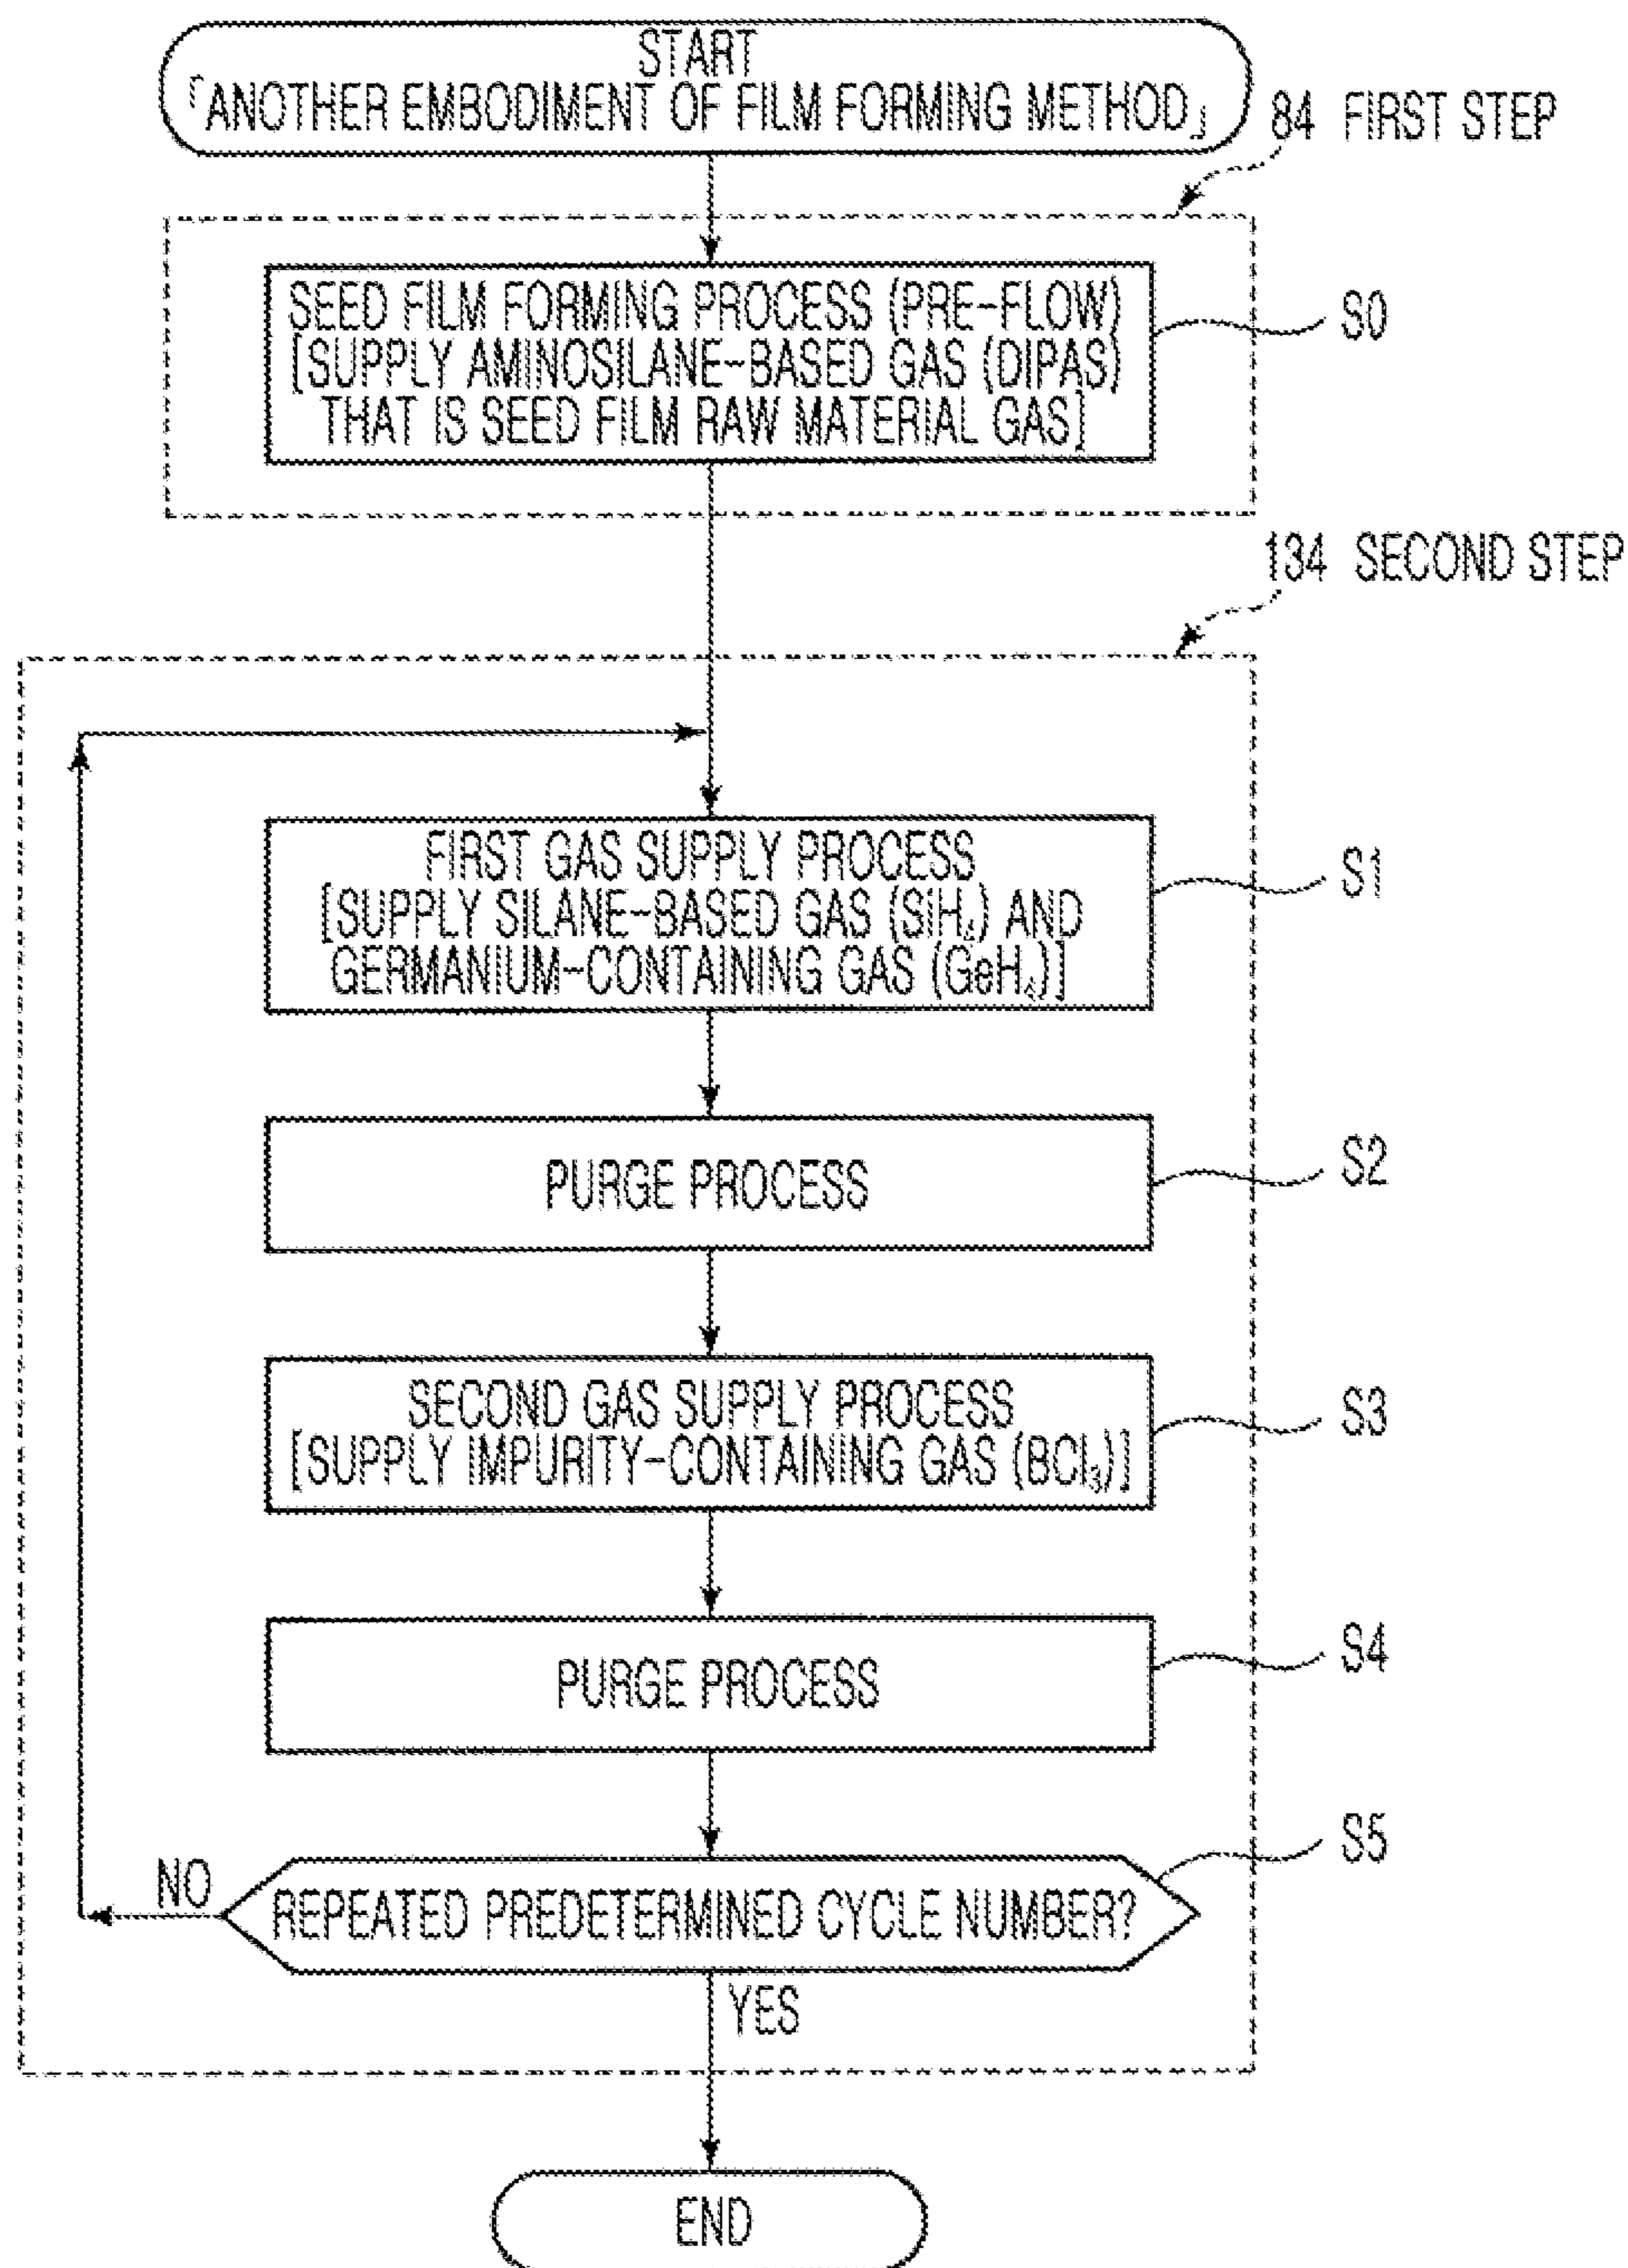 START
「ANOTHER EMBODIMENT OF FILM FORMING METHOD」
84 FIRST STEP
SEED FILM FORMING PROCESS (PRE-FLOW)
[SUPPLY AMINOSILANE-BASED GAS (DIPAS)
THAT IS SEED FILM RAW MATERIAL GAS]
S0
134 SECOND STEP
FIRST GAS SUPPLY PROCESS
[SUPPLY SILANE-BASED GAS (SiH₄) AND
GERMANIUM-CONTAINING GAS (GeH₄)]
S1
PURGE PROCESS
S2
SECOND GAS SUPPLY PROCESS
[SUPPLY IMPURITY-CONTAINING GAS (BCl₃)]
S3
PURGE PROCESS
S4
REPEATED PREDETERMINED CYCLE NUMBER?
S5
NO
YES
END